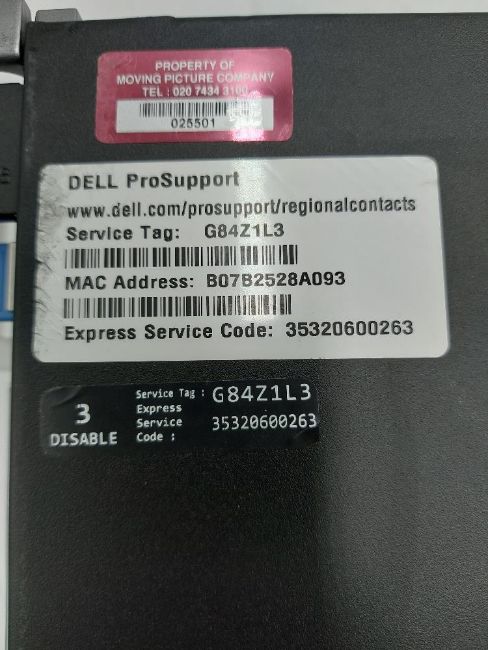 PROPERTY OF
MOVING PICTURE COMPANY
TEL : 020 7434 3100
025501
DELL ProSupport
www.dell.com/prosupport/regionalcontacts
Service Tag: G84Z1L3
MAC Address: B07B2528A093
Express Service Code: 35320600263
3
DISABLE
Service Tag : G84Z1L3
Express
Service 35320600263
Code :